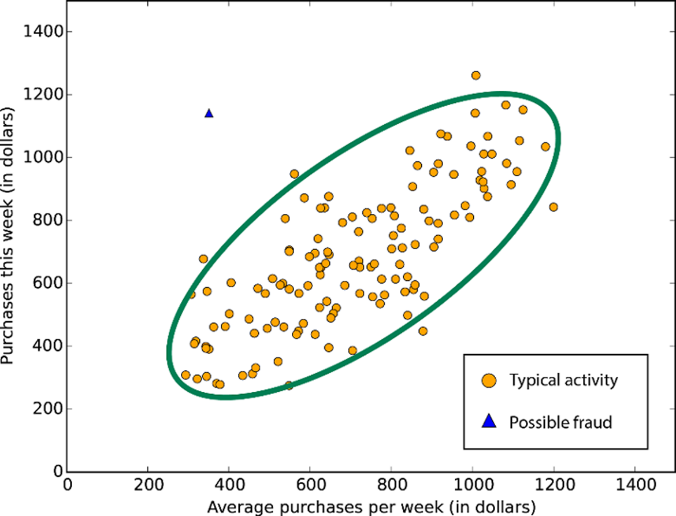 Purchases this week (in dollars)
1400
1200
1000
800
600
400
200
0
Typical activity
Possible fraud
0 200 400 600 800 1000 1200 1400
Average purchases per week (in dollars)